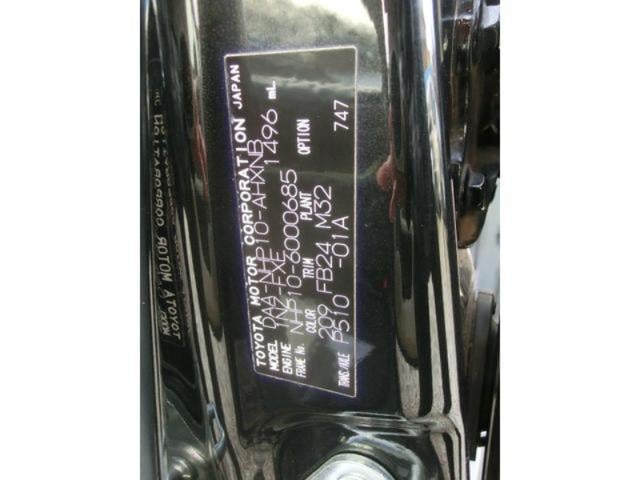 TOYOTA MOTOR CORPORATION JAPAN
MODEL DAA-NHP10-AHXNB
ENGINE 1NZ-FXE 1496 mL.
FRAME No. NHP10-6000685
COLOR TRIM PLANT OPTION
209 FB24 M32
TRANS/AXLE P510 -01A 747